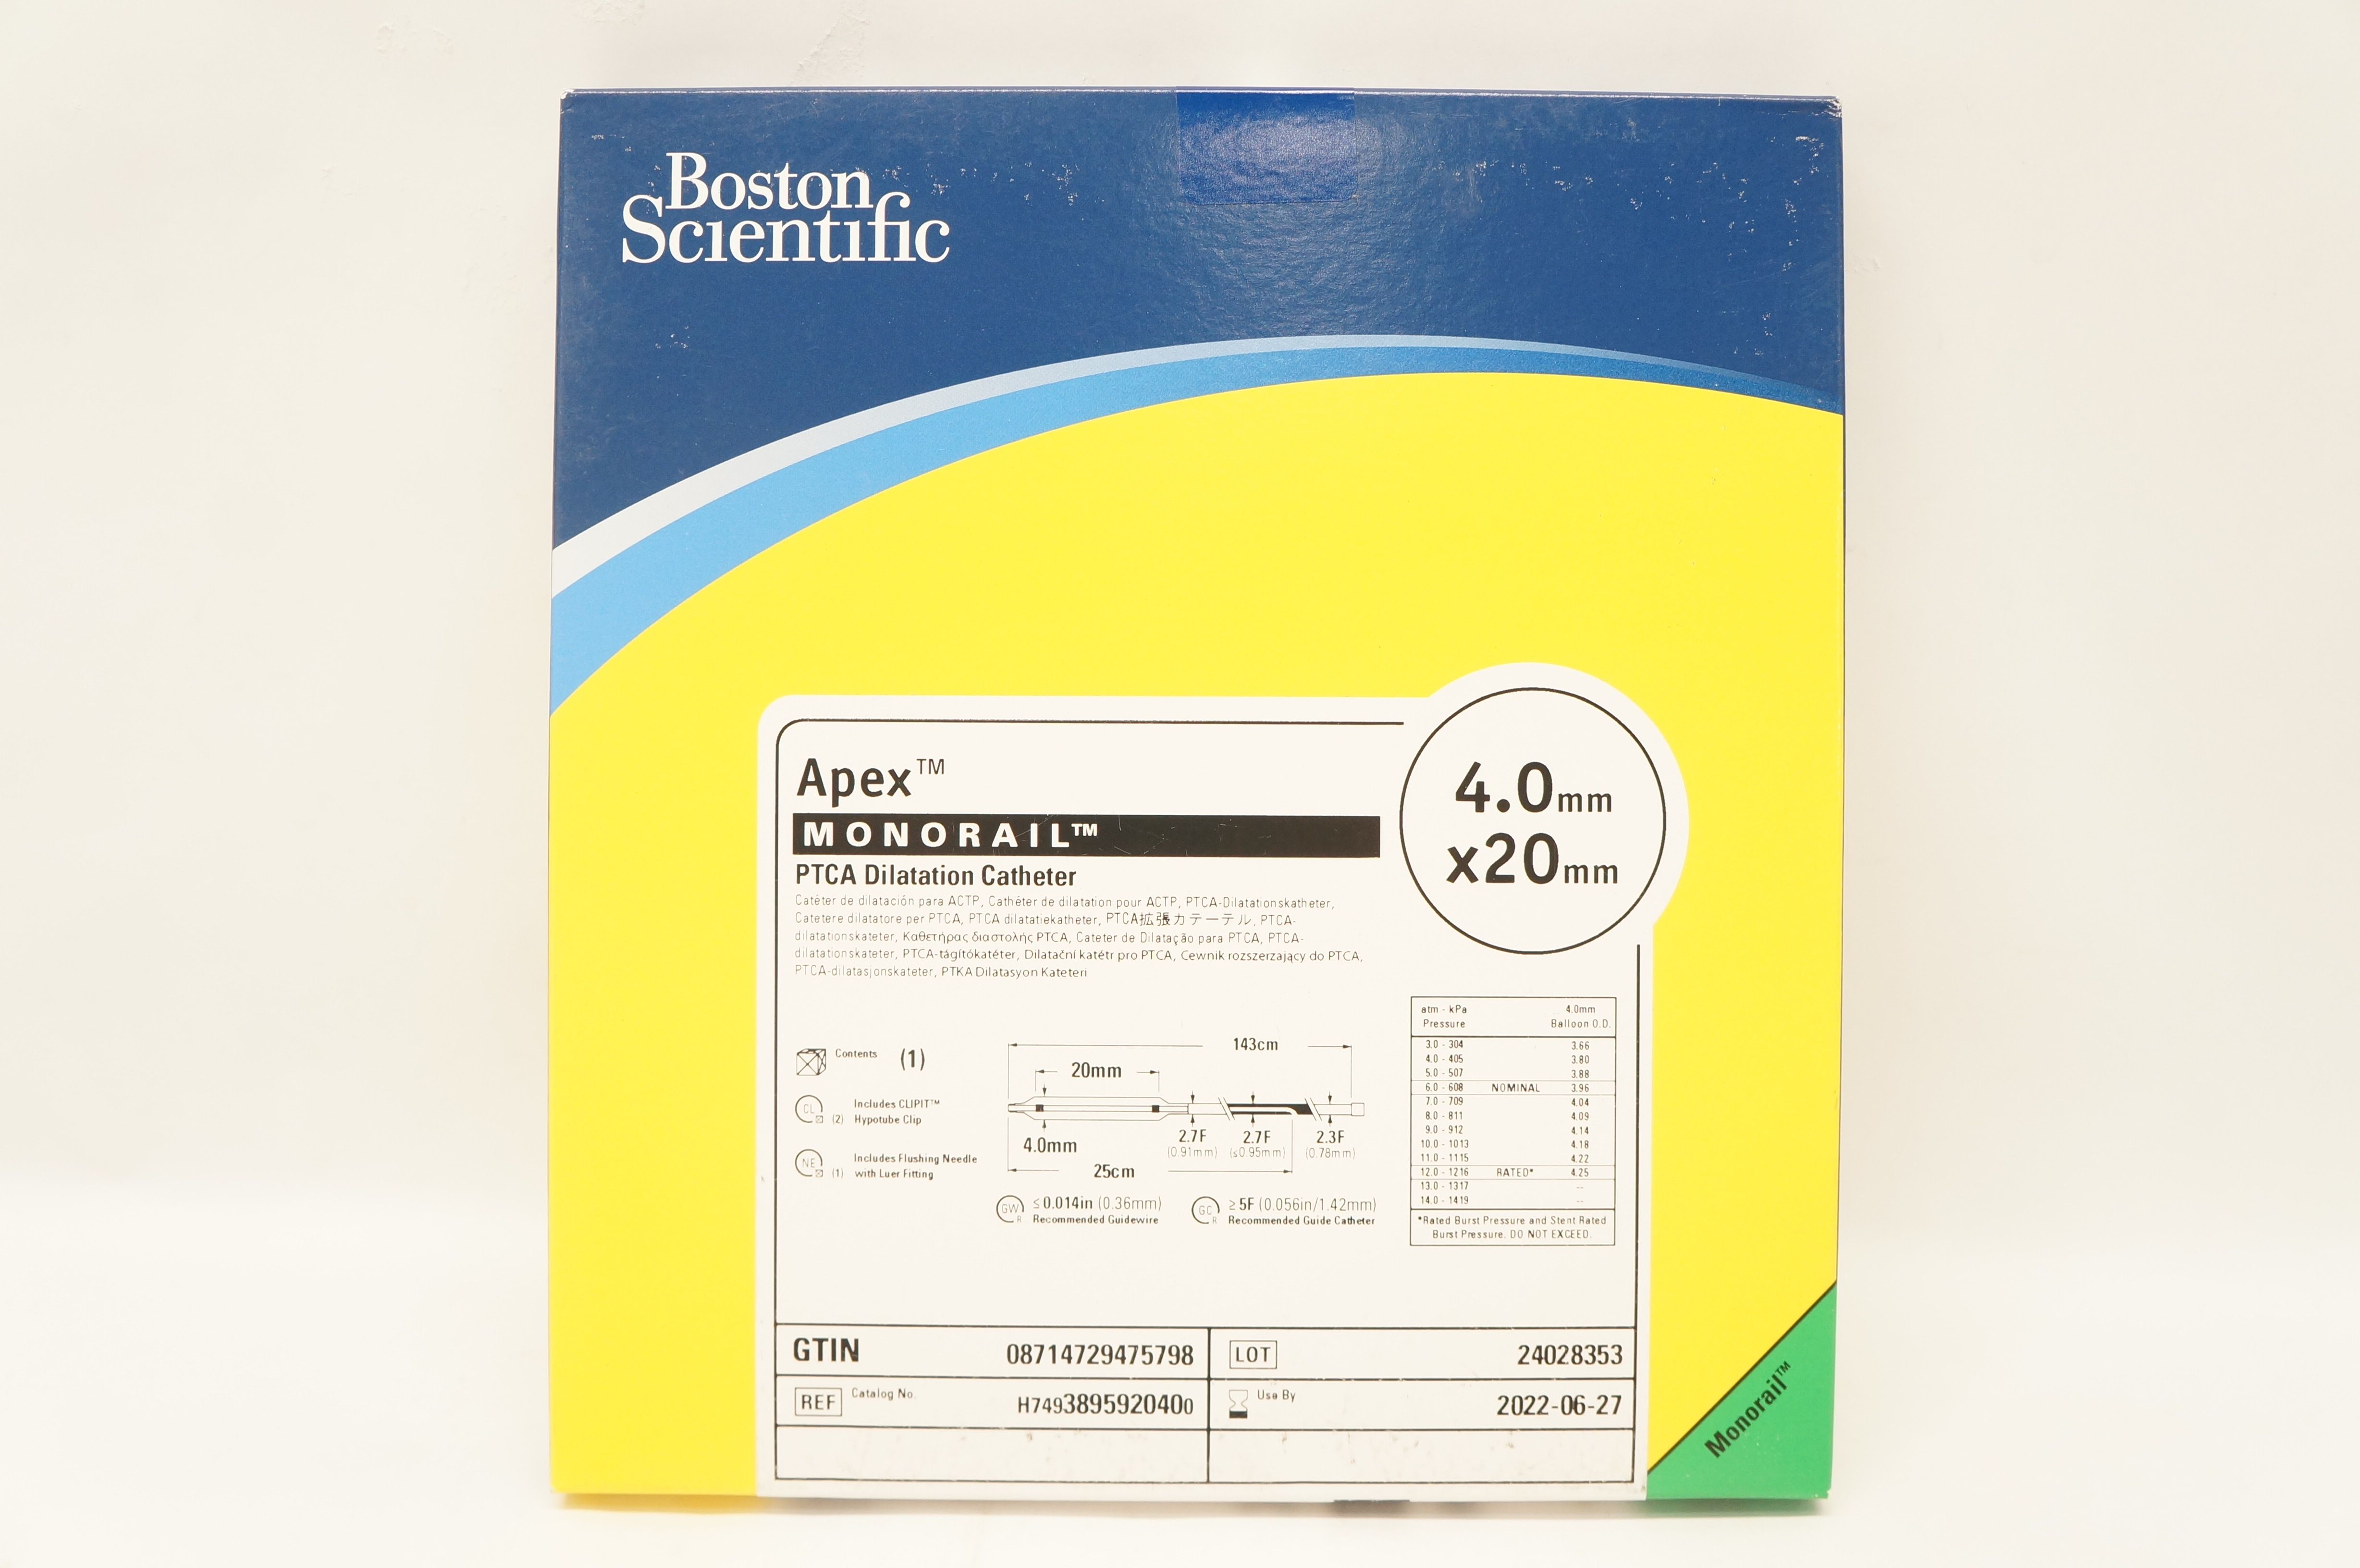 Boston
Scientific
Apex™
MONORAIL™
PTCA Dilatation Catheter
Catéter de dilatación para ACTP, Cathéter de dilatation pour ACTP, PTCA-Dilatationskatheter,
Catetere dilatatore per PTCA, PTCA dilatatiekatheter, PTCA拡張カテーテル, PTCA-
dilatationskateter, Καθετήρας διαστολής PTCA, Cateter de Dilatação para PTCA, PTCA-
dilatationskateter, PTCA-tágítókatéter, Dilatační katétr pro PTCA, Cewnik rozszerzający do PTCA,
PTCA-dilatasjonskateter, PTKA Dilatasyon Kateteri
4.0mm
x20mm
Contents (1)
CL (2) Includes CLIPIT™
Hypotube Clip
NE (1) Includes Flushing Needle
with Luer Fitting
143cm
20mm
4.0mm
2.7F 2.7F 2.3F
(0.91mm) (≤0.95mm) (0.78mm)
25cm
GW R ≤ 0.014in (0.36mm)
Recommended Guidewire
GC R ≥ 5F (0.056in/1.42mm)
Recommended Guide Catheter
atm - kPa 4.0mm
Pressure Balloon O.D.
3.0 - 304 3.66
4.0 - 405 3.80
5.0 - 507 3.88
6.0 - 608 NOMINAL 3.96
7.0 - 709 4.04
8.0 - 811 4.09
9.0 - 912 4.14
10.0 - 1013 4.18
11.0 - 1115 4.22
12.0 - 1216 RATED* 4.25
13.0 - 1317 --
14.0 - 1419 --
*Rated Burst Pressure and Stent Rated
Burst Pressure. DO NOT EXCEED.
GTIN 08714729475798
LOT 24028353
REF Catalog No. H7493895920400
Use By 2022-06-27
Monorail™